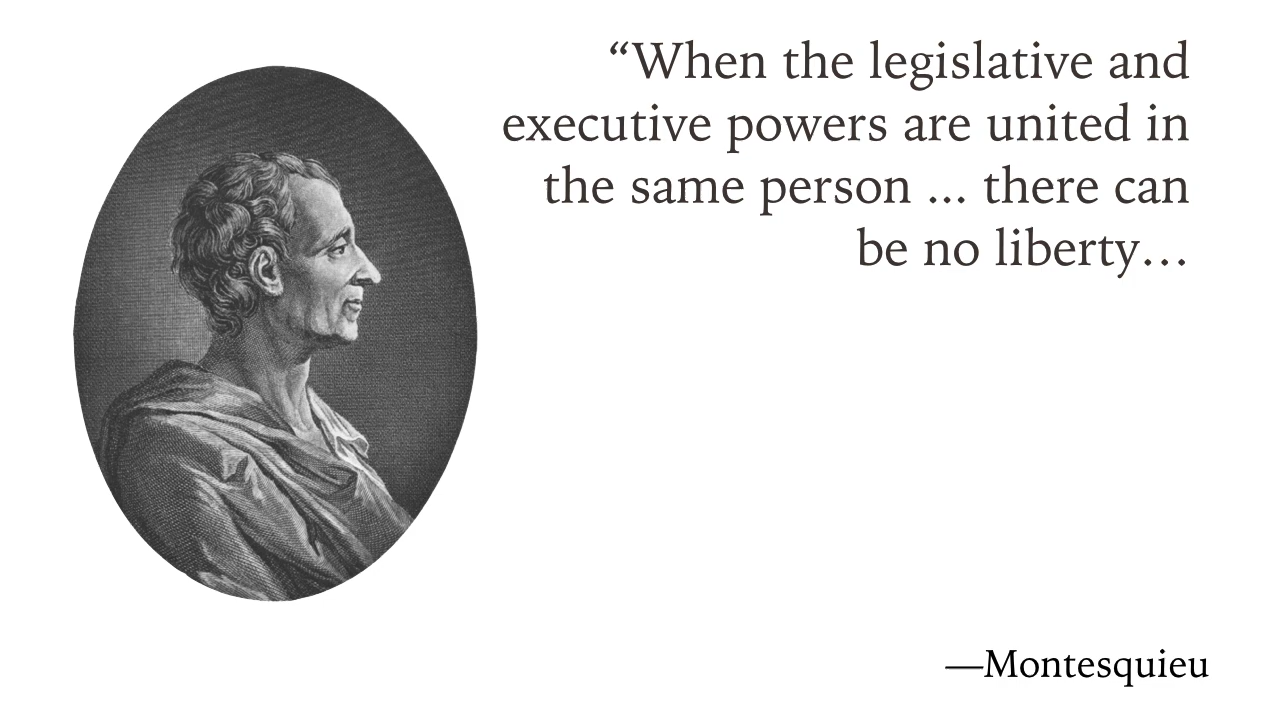 “When the legislative and
executive powers are united in
the same person ... there can
be no liberty…
—Montesquieu